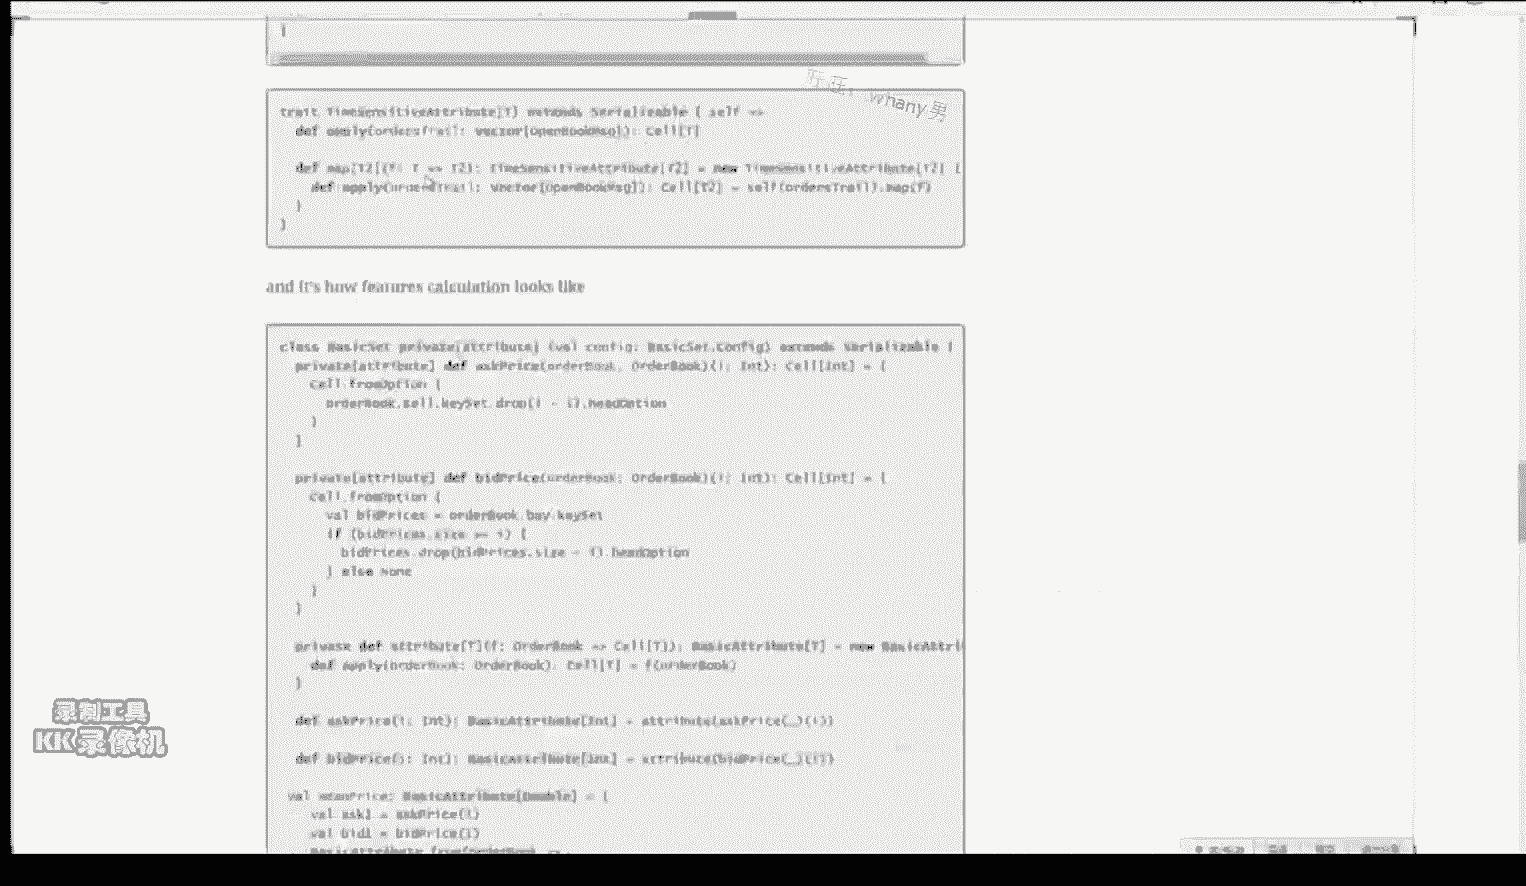 旺旺：whany男
trait TimeSensitiveAttribute[T] extends Serializable { self =>
def apply(ordersTrail: Vector[OpenBookMsg]): Cell[T]
def map[T2](f: T => T2): TimeSensitiveAttribute[T2] = new TimeSensitiveAttribute[T2] {
def apply(ordersTrail: Vector[OpenBookMsg]): Cell[T2] = self(ordersTrail).map(f)
}
}
and it's how features calculation looks like
class BasicSet private[attribute] (val config: BasicSet.Config) extends Serializable {
private[attribute] def askPrice(orderBook: OrderBook)(i: Int): Cell[Int] = {
Cell.fromOption {
orderBook.sell.keySet.drop(i - 1).headOption
}
}
private[attribute] def bidPrice(orderBook: OrderBook)(i: Int): Cell[Int] = {
Cell.fromOption {
val bidPrices = orderBook.buy.keySet
if (bidPrices.size >= i) {
bidPrices.drop(bidPrices.size - i).headOption
} else None
}
}
private def attribute[T](f: OrderBook => Cell[T]): BasicAttribute[T] = new BasicAttri
def apply(orderBook: OrderBook): Cell[T] = f(orderBook)
}
def askPrice(i: Int): BasicAttribute[Int] = attribute(askPrice(_)(i))
def bidPrice(i: Int): BasicAttribute[Int] = attribute(bidPrice(_)(i))
val meanPrice: BasicAttribute[Double] = {
val ask1 = askPrice(1)
val bid1 = bidPrice(1)
BasicAttribute.from(orderBook =>
录制工具
KK录像机